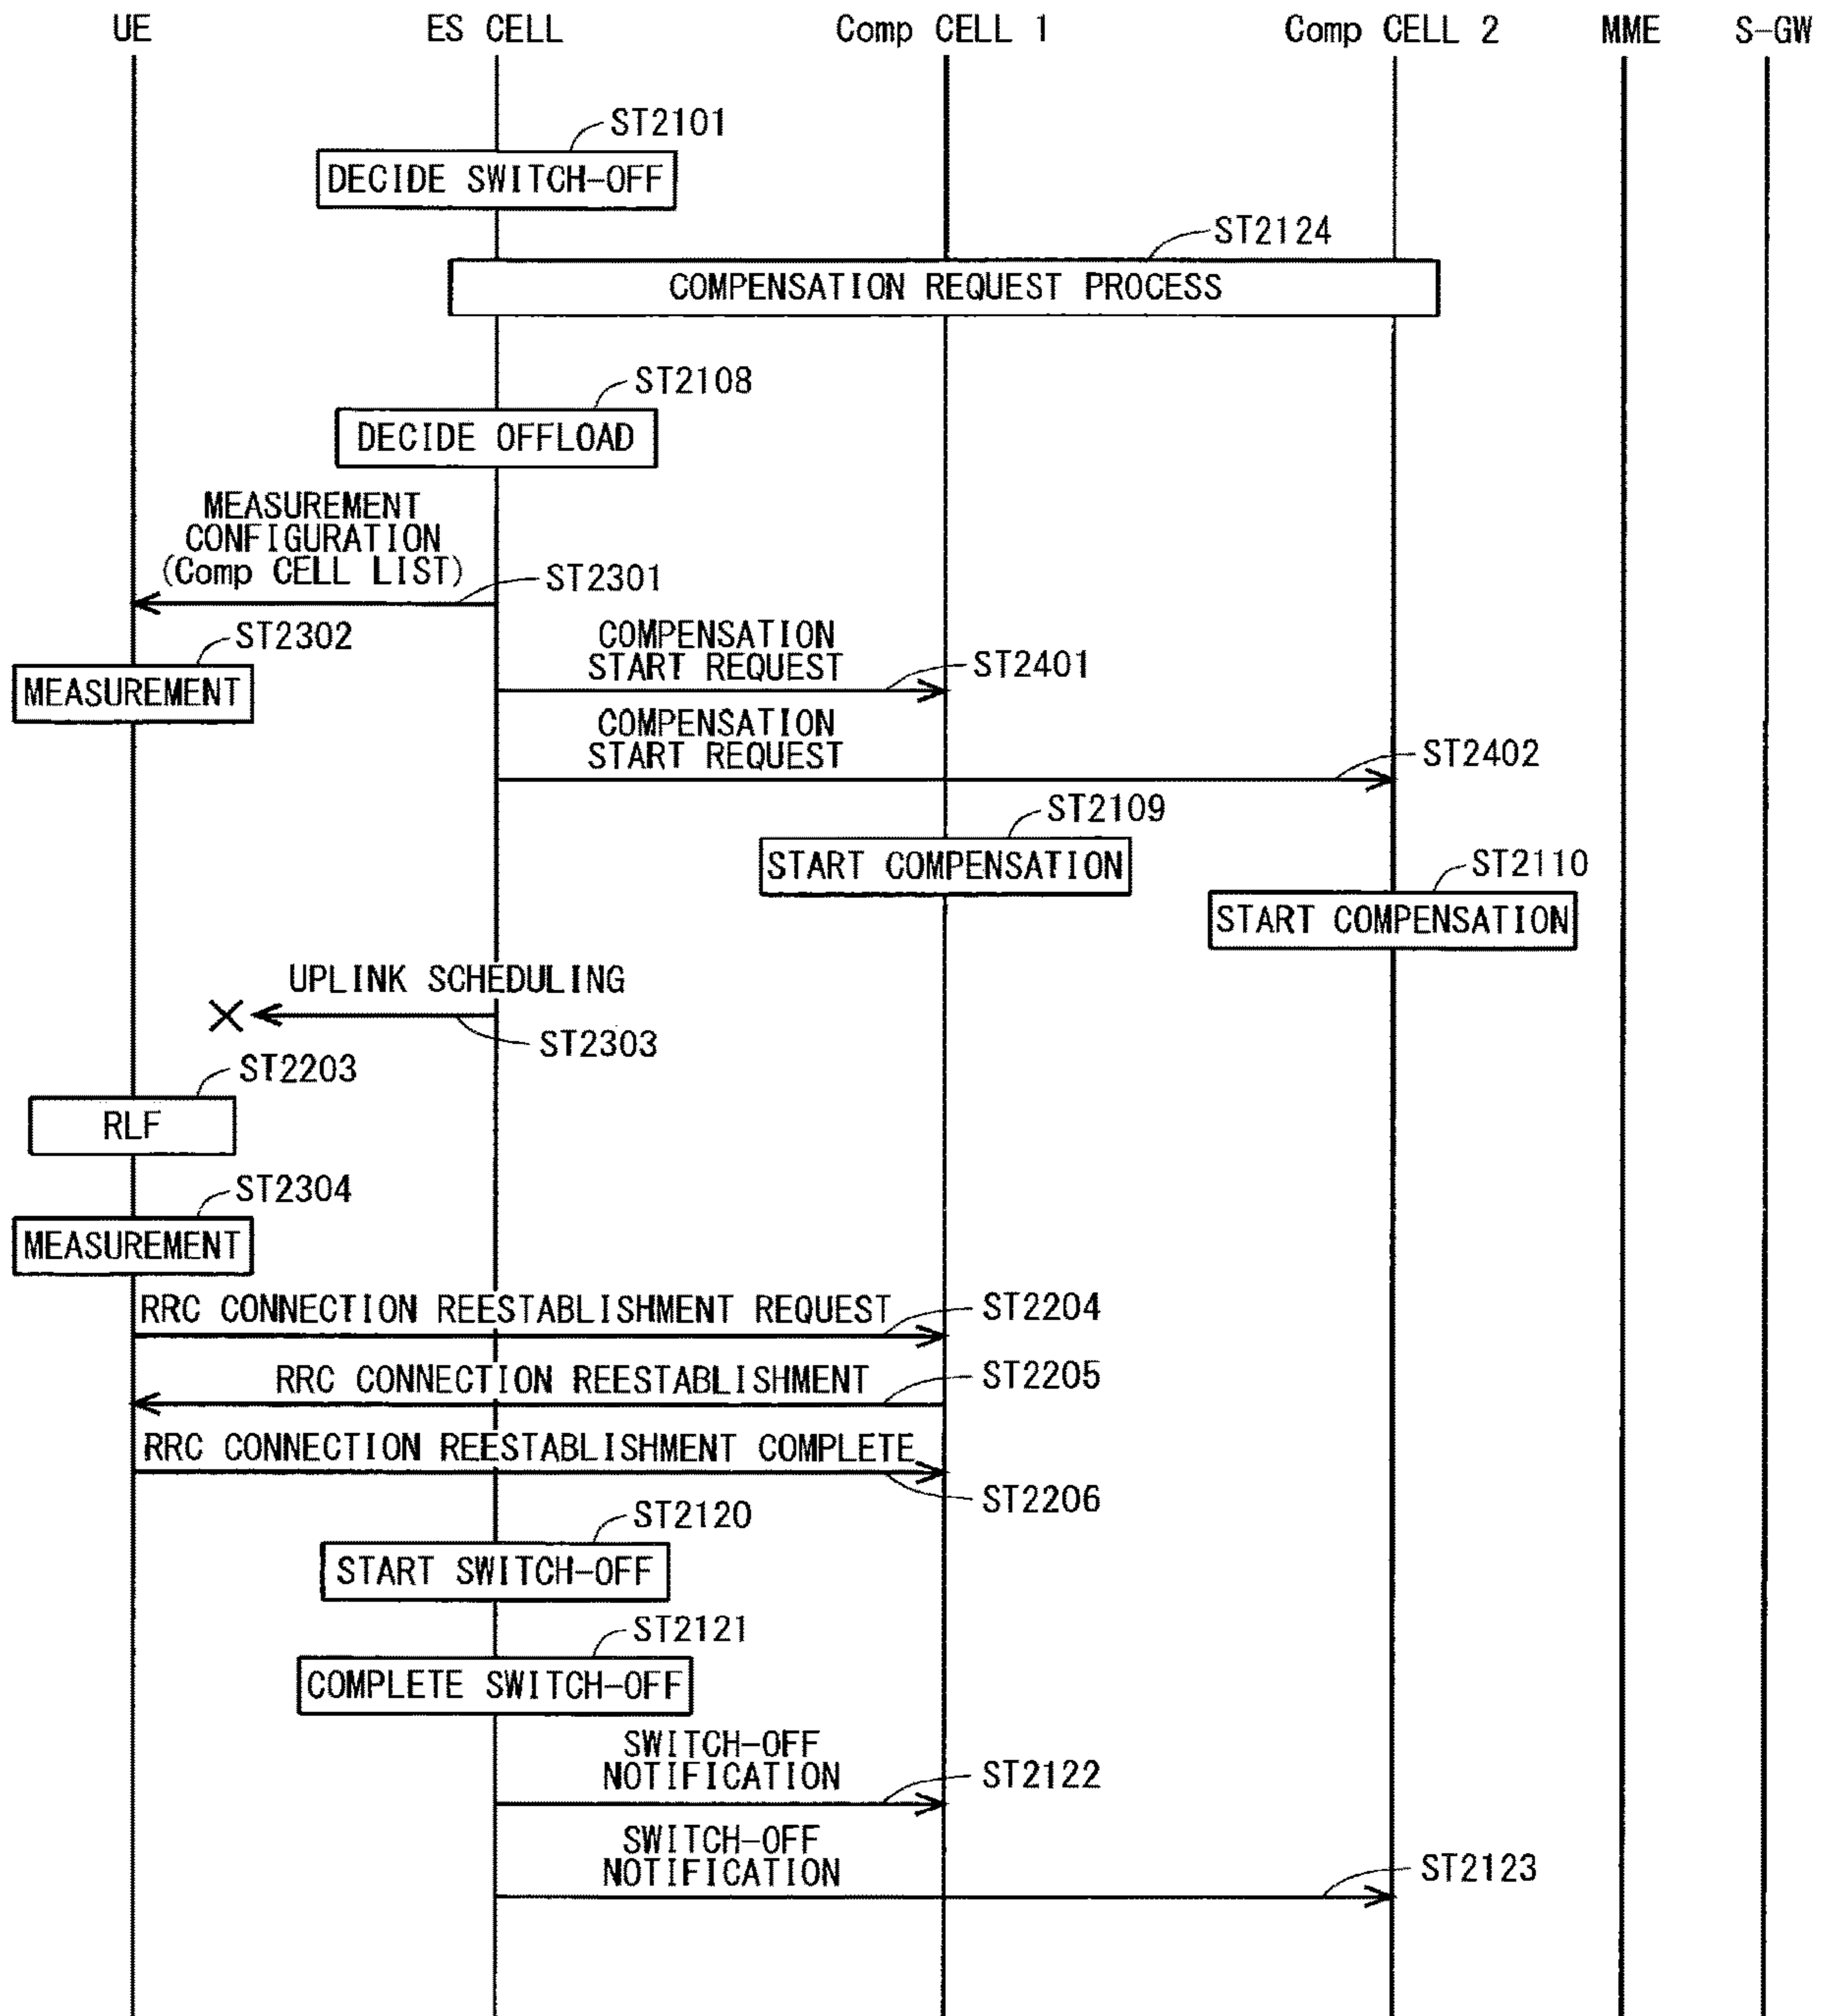 UE
ES CELL
Comp CELL 1
Comp CELL 2
MME
S-GW
ST2101
DECIDE SWITCH-OFF
ST2124
COMPENSATION REQUEST PROCESS
ST2108
DECIDE OFFLOAD
MEASUREMENT
CONFIGURATION
(Comp CELL LIST)
ST2301
ST2302
MEASUREMENT
COMPENSATION
START REQUEST
ST2401
COMPENSATION
START REQUEST
ST2402
ST2109
START COMPENSATION
ST2110
START COMPENSATION
UPLINK SCHEDULING
ST2303
ST2203
RLF
ST2304
MEASUREMENT
RRC CONNECTION REESTABLISHMENT REQUEST
ST2204
RRC CONNECTION REESTABLISHMENT
ST2205
RRC CONNECTION REESTABLISHMENT COMPLETE
ST2206
ST2120
START SWITCH-OFF
ST2121
COMPLETE SWITCH-OFF
SWITCH-OFF
NOTIFICATION
ST2122
SWITCH-OFF
NOTIFICATION
ST2123